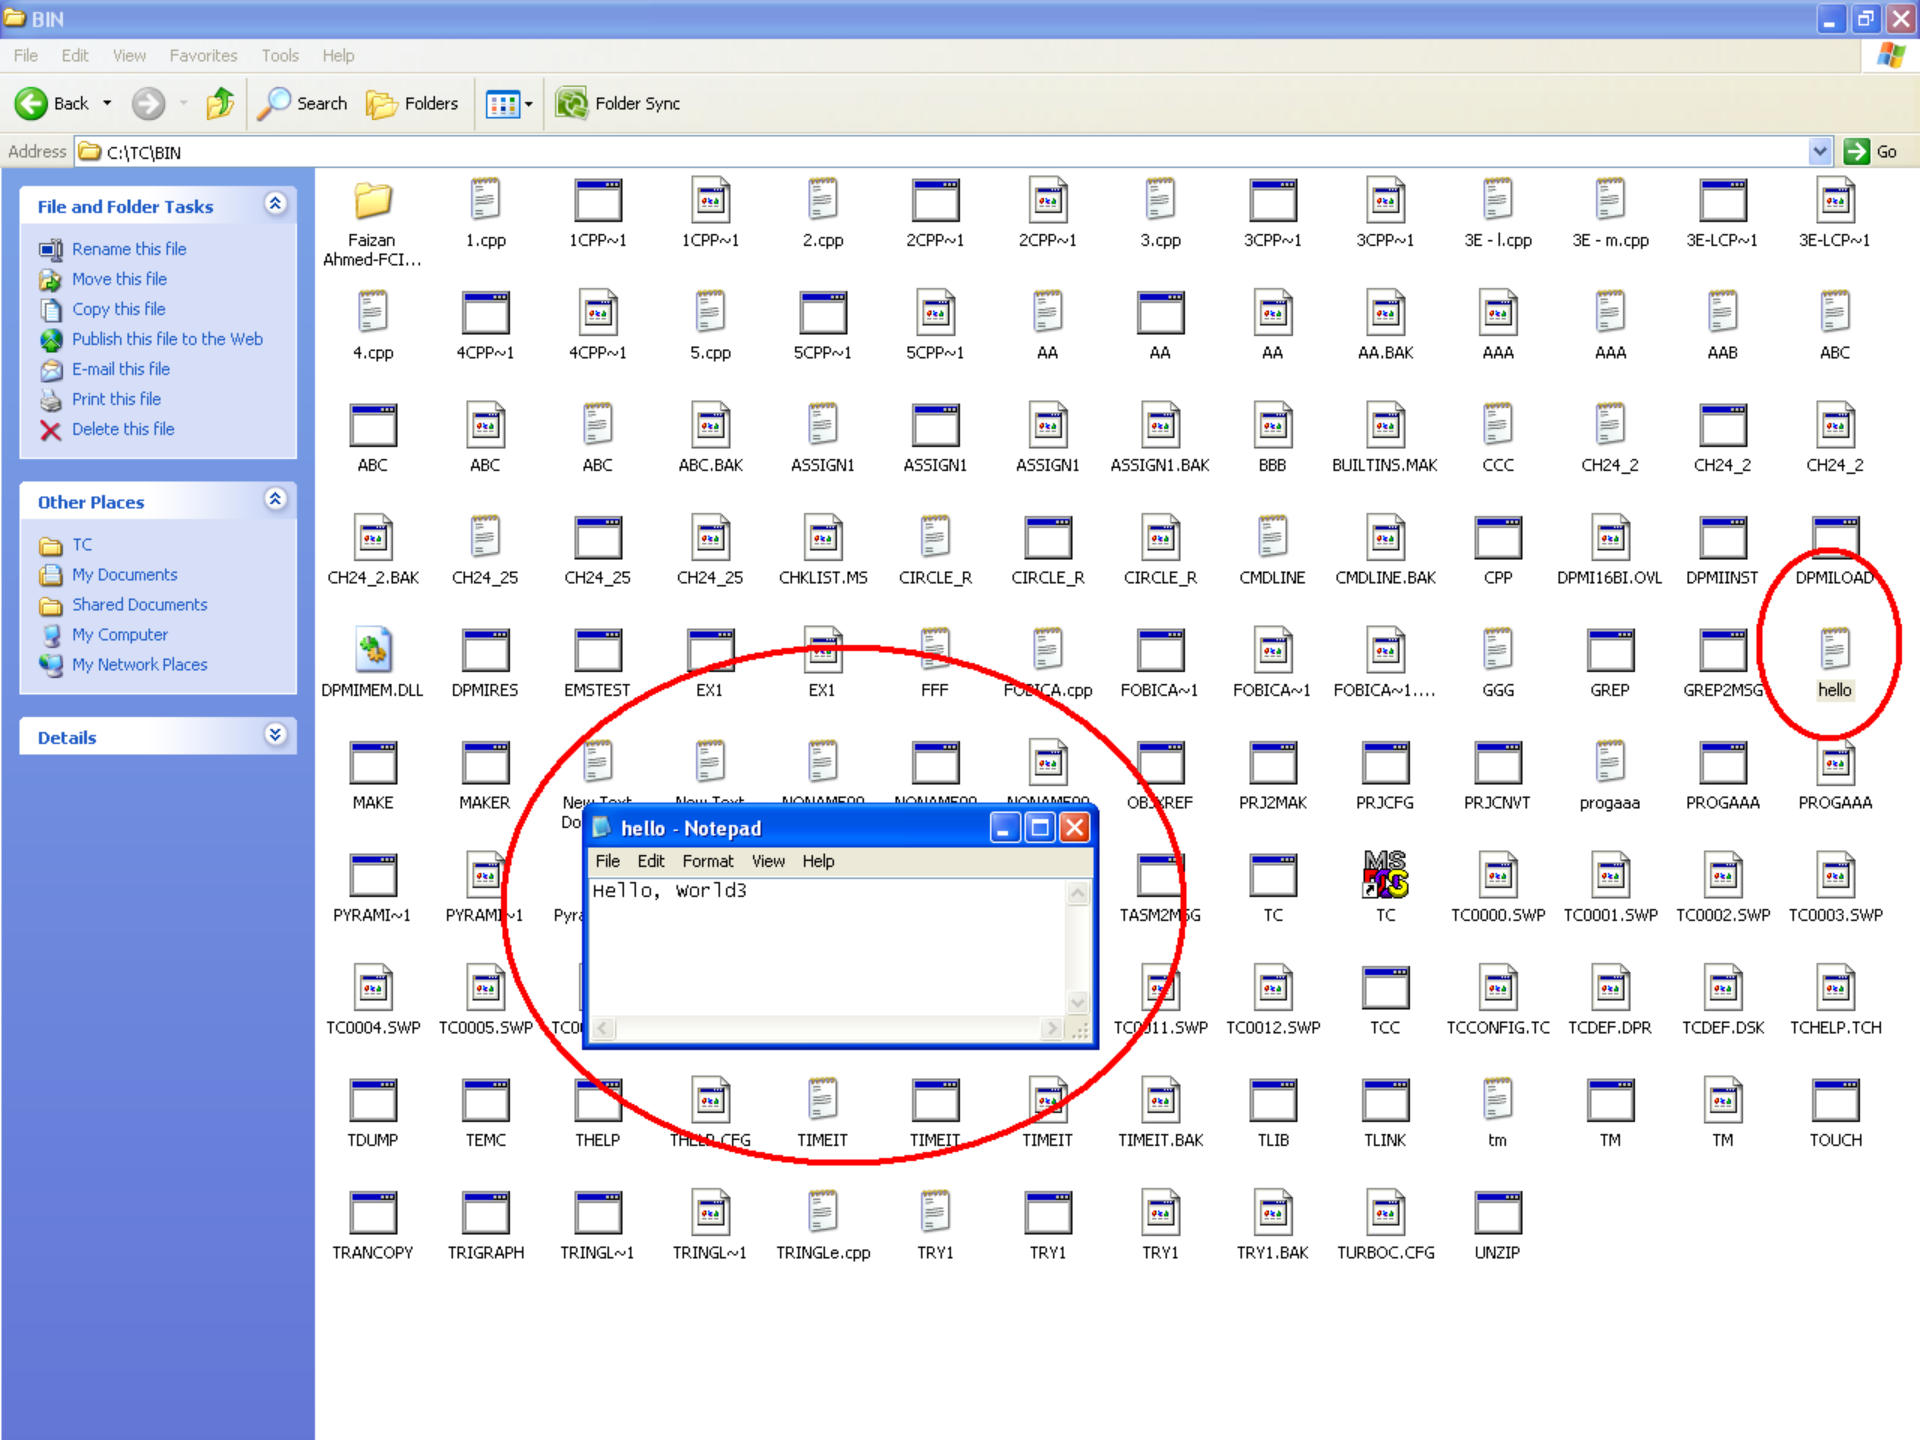 BIN
File Edit View Favorites Tools Help
Back Search Folders Folder Sync
Address C:\TC\BIN Go
File and Folder Tasks
Rename this file
Move this file
Copy this file
Publish this file to the Web
E-mail this file
Print this file
Delete this file
Other Places
TC
My Documents
Shared Documents
My Computer
My Network Places
Details
Faizan 1.cpp 1CPP~1 1CPP~1 2.cpp 2CPP~1 2CPP~1 3.cpp 3CPP~1 3CPP~1 3E - l.cpp 3E - m.cpp 3E-LCP~1 3E-LCP~1
Ahmed-FCI...
4.cpp 4CPP~1 4CPP~1 5.cpp 5CPP~1 5CPP~1 AA AA AA AA.BAK AAA AAA AAB ABC
ABC ABC ABC ABC.BAK ASSIGN1 ASSIGN1 ASSIGN1 ASSIGN1.BAK BBB BUILTINS.MAK CCC CH24_2 CH24_2 CH24_2
CH24_2.BAK CH24_25 CH24_25 CH24_25 CHKLIST.MS CIRCLE_R CIRCLE_R CIRCLE_R CMDLINE CMDLINE.BAK CPP DPMI16BI.OVL DPMIINST DPMILOAD
DPMIMEM.DLL DPMIRES EMSTEST EX1 EX1 FFF FOBICA.cpp FOBICA~1 FOBICA~1 FOBICA~1.... GGG GREP GREP2MSG hello
MAKE MAKER New Text New Text NONAME00 NONAME00 NONAME00 OBJXREF PRJ2MAK PRJCFG PRJCNVT progaaa PROGAAA PROGAAA
hello - Notepad
File Edit Format View Help
Hello, World3
PYRAMI~1 PYRAMI~1 TASM2MSG TC TC TC0000.SWP TC0001.SWP TC0002.SWP TC0003.SWP
TC0004.SWP TC0005.SWP TC0011.SWP TC0012.SWP TCC TCCONFIG.TC TCDEF.DPR TCDEF.DSK TCHELP.TCH
TDUMP TEMC THELP THELP.CFG TIMEIT TIMEIT TIMEIT TIMEIT.BAK TLIB TLINK tm TM TM TOUCH
TRANCOPY TRIGRAPH TRINGL~1 TRINGL~1 TRINGLe.cpp TRY1 TRY1 TRY1 TRY1.BAK TURBOC.CFG UNZIP